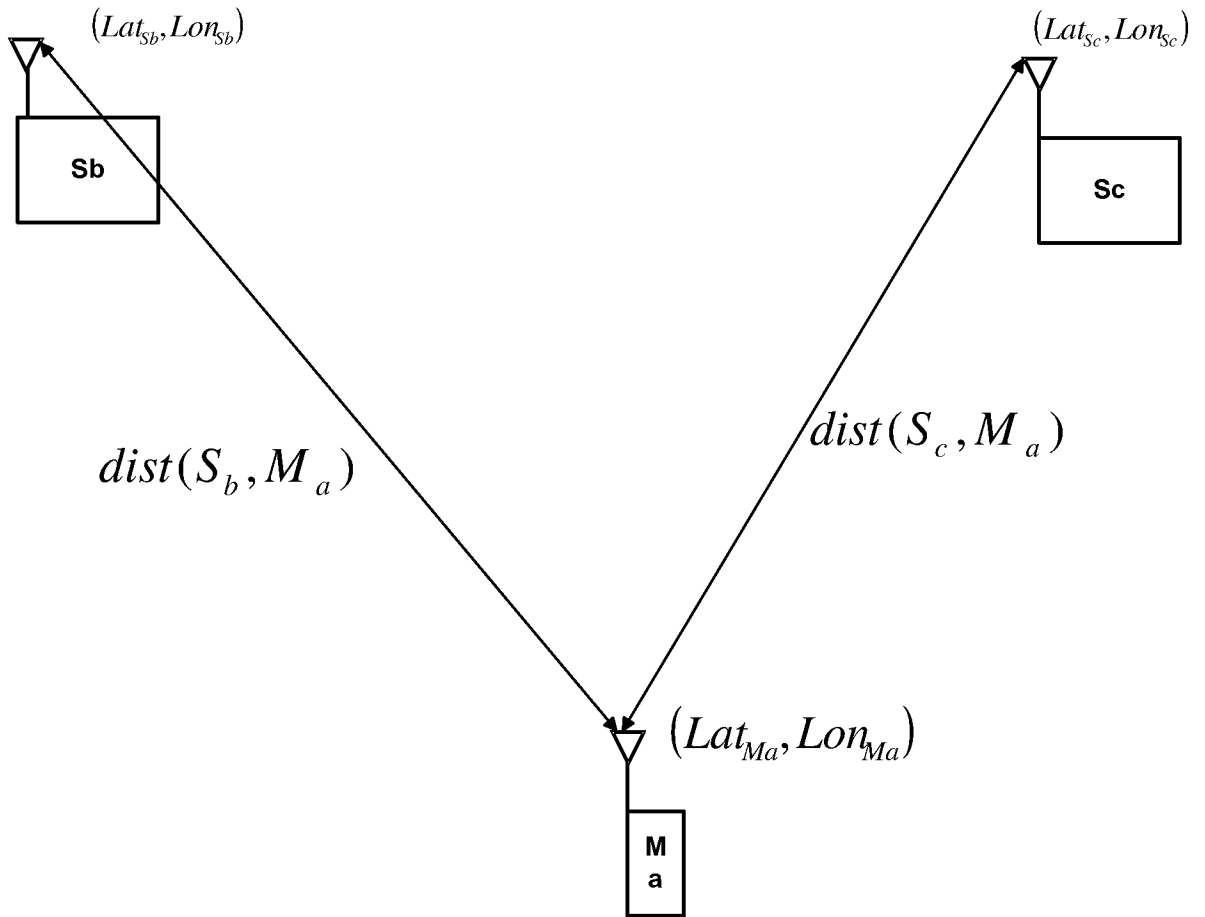 (Lat_Sb, Lon_Sb)
(Lat_Sc, Lon_Sc)
Sb
Sc
dist(S_b, M_a)
dist(S_c, M_a)
(Lat_Ma, Lon_Ma)
M
a